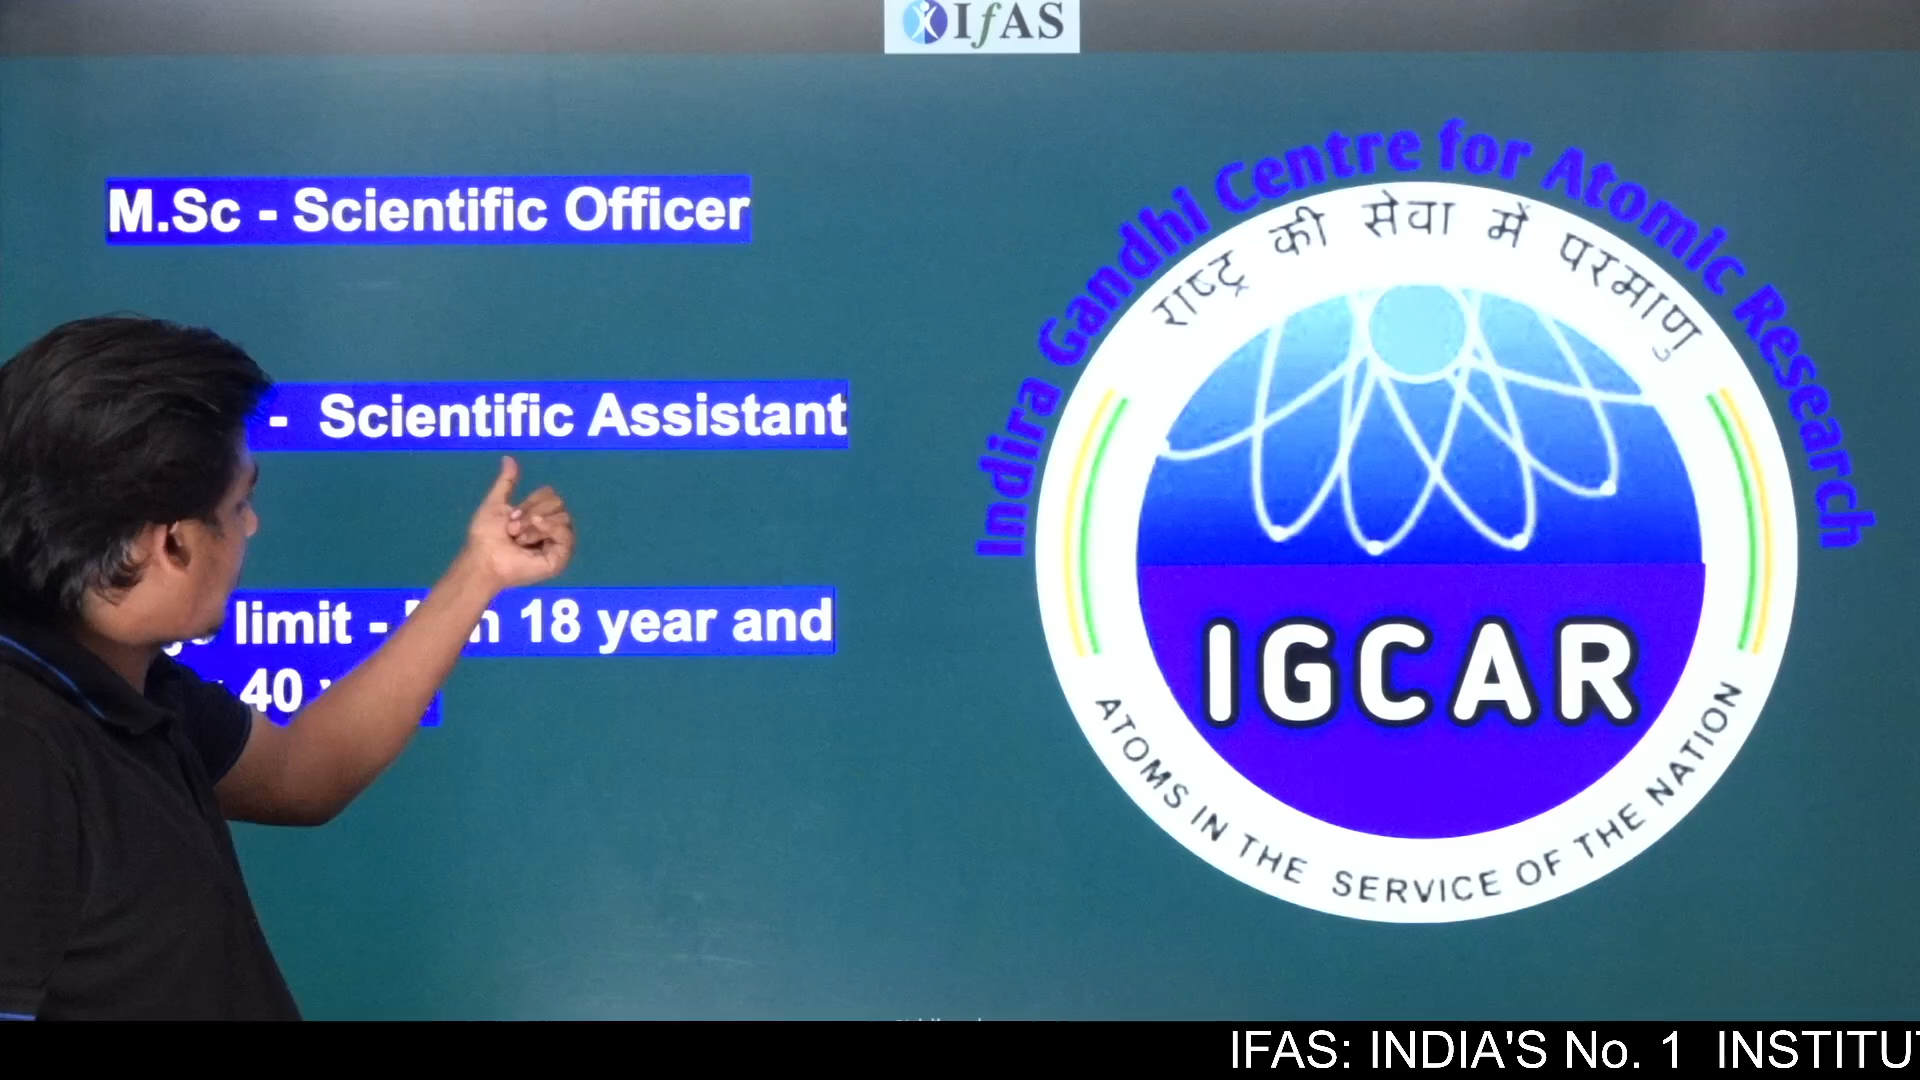 IfAS
M.Sc - Scientific Officer
- Scientific Assistant
limit - 18 year and
40
Indira Gandhi Centre for Atomic Research
राष्ट्र की सेवा में परमाणु
IGCAR
ATOMS IN THE SERVICE OF THE NATION
IFAS: INDIA'S No. 1